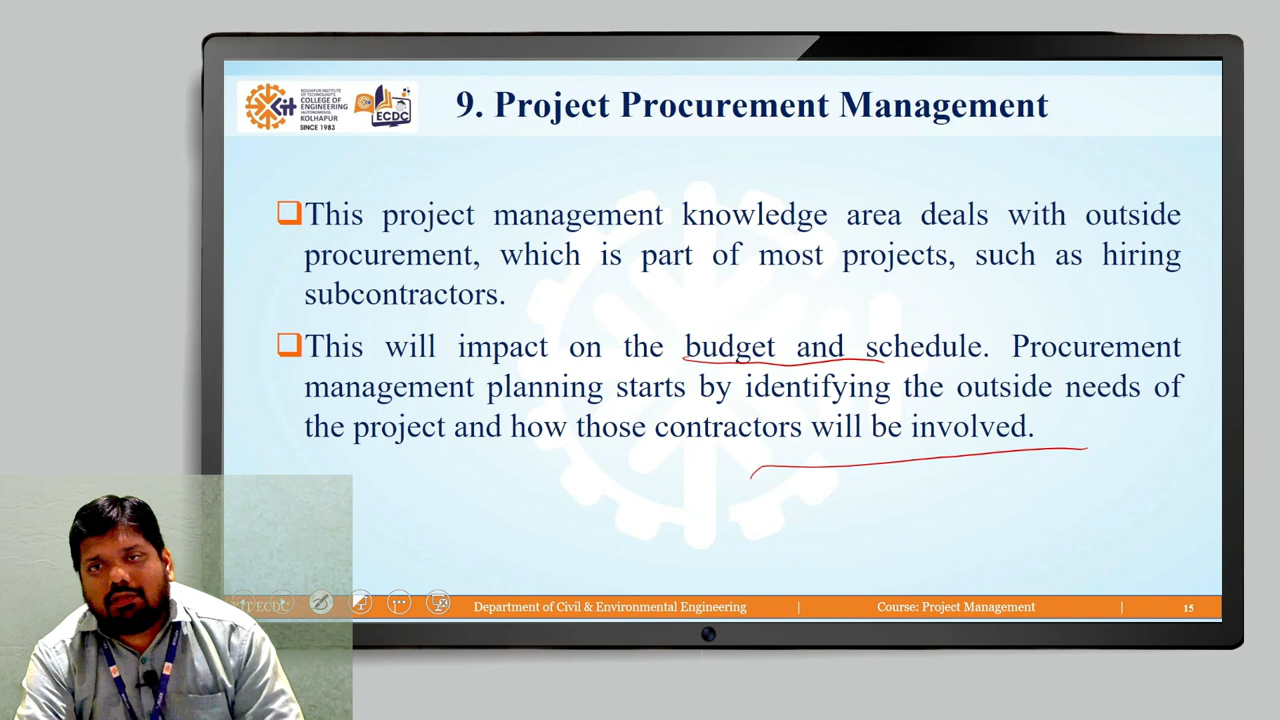 KOLHAPUR INSTITUTE
OF TECHNOLOGY'S
COLLEGE OF
ENGINEERING
(AUTONOMOUS),
KOLHAPUR
SINCE 1983
ECDC
9. Project Procurement Management
This project management knowledge area deals with outside
procurement, which is part of most projects, such as hiring
subcontractors.
This will impact on the budget and schedule. Procurement
management planning starts by identifying the outside needs of
the project and how those contractors will be involved.
KIT ECDC
Department of Civil & Environmental Engineering | Course: Project Management | 15